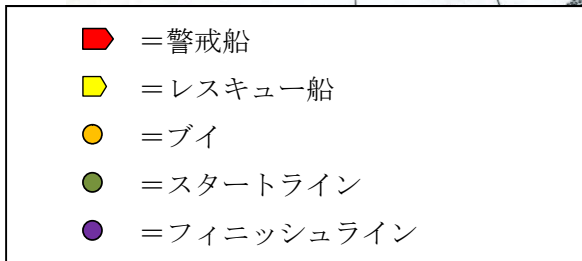 ＝警戒船
＝レスキュー船
＝ブイ
＝スタートライン
＝フィニッシュライン